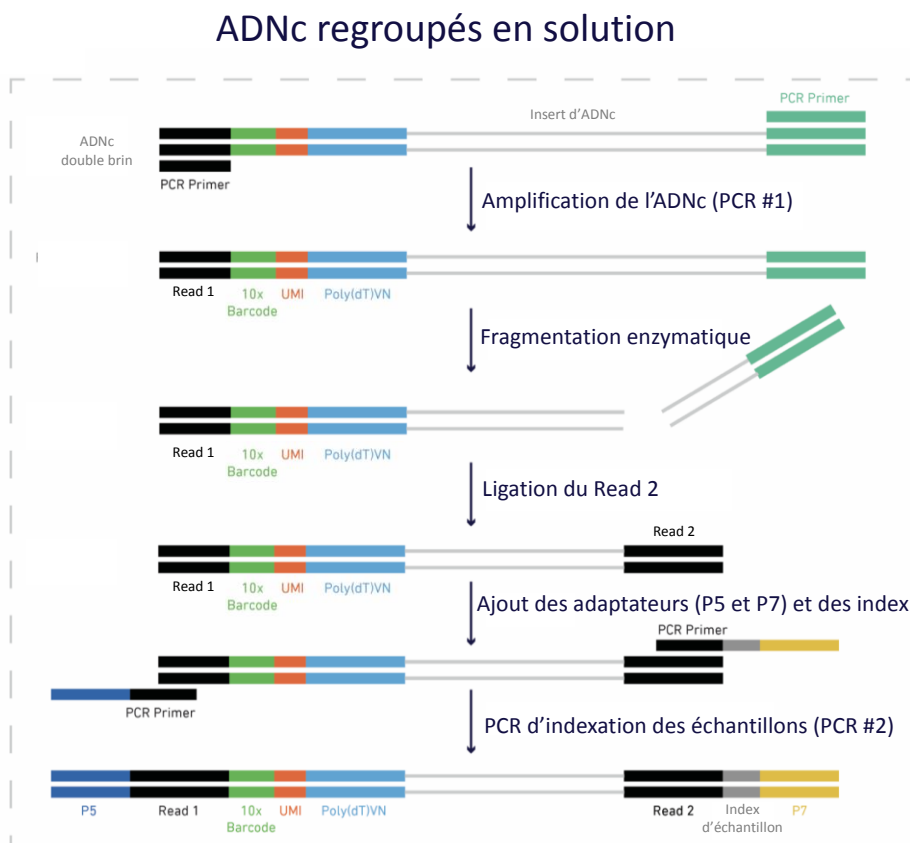 ADNc regroupés en solution
PCR Primer
Insert d'ADNc
ADNc
double brin
PCR Primer
Amplification de l'ADNc (PCR #1)
Read 1
10x
Barcode
UMI
Poly(dT)VN
Fragmentation enzymatique
Read 1
10x
Barcode
UMI
Poly(dT)VN
Ligation du Read 2
Read 2
Read 1
10x
Barcode
UMI
Poly(dT)VN
Ajout des adaptateurs (P5 et P7) et des index
PCR Primer
PCR Primer
PCR d'indexation des échantillons (PCR #2)
P5
Read 1
10x
Barcode
UMI
Poly(dT)VN
Read 2
Index
d'échantillon
P7